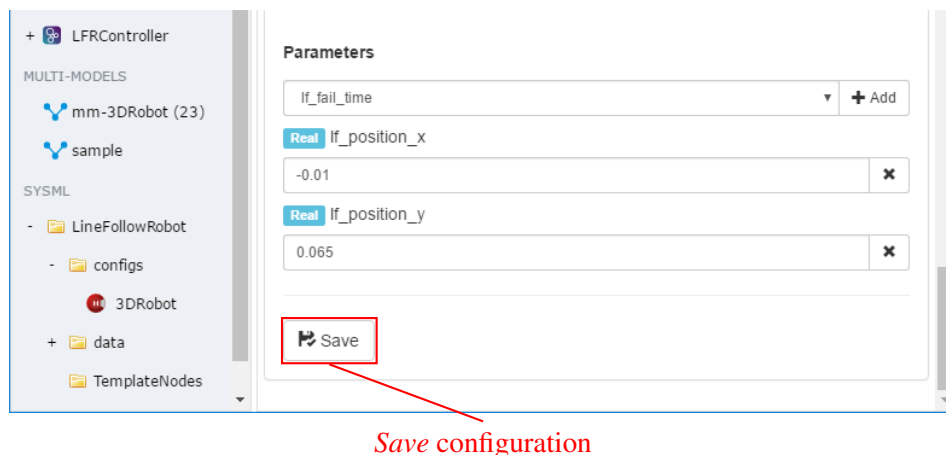 + LFRController
MULTI-MODELS
mm-3DRobot (23)
sample
SYSML
- LineFollowRobot
- configs
3DRobot
+ data
TemplateNodes
Parameters
lf_fail_time
+ Add
Real lf_position_x
-0.01
Real lf_position_y
0.065
Save
Save configuration